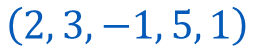 (2, 3, −1, 5, 1)